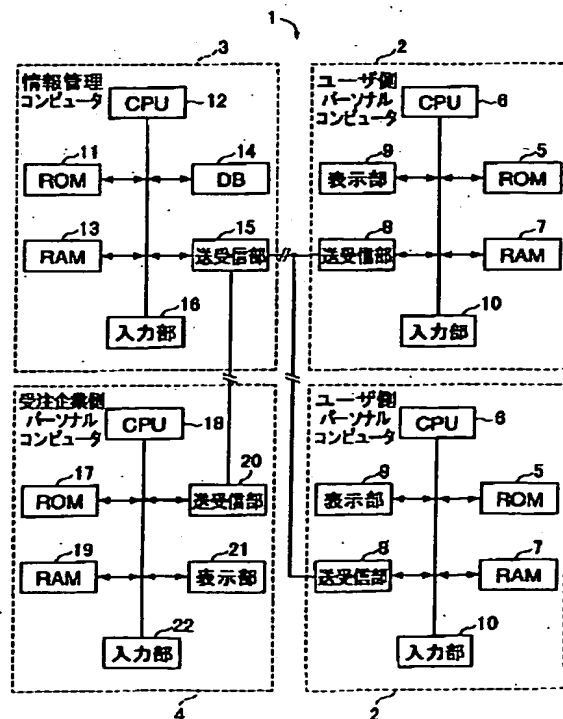 1
3
情報管理
コンピュータ
CPU
12
11
ROM
14
DB
13
RAM
15
送受信部
16
入力部
2
ユーザ側
パーソナル
コンピュータ
CPU
6
9
表示部
5
ROM
8
送受信部
7
RAM
10
入力部
受注企業側
パーソナル
コンピュータ
CPU
18
17
ROM
20
送受信部
19
RAM
21
表示部
22
入力部
4
ユーザ側
パーソナル
コンピュータ
CPU
6
9
表示部
5
ROM
8
送受信部
7
RAM
10
入力部
2